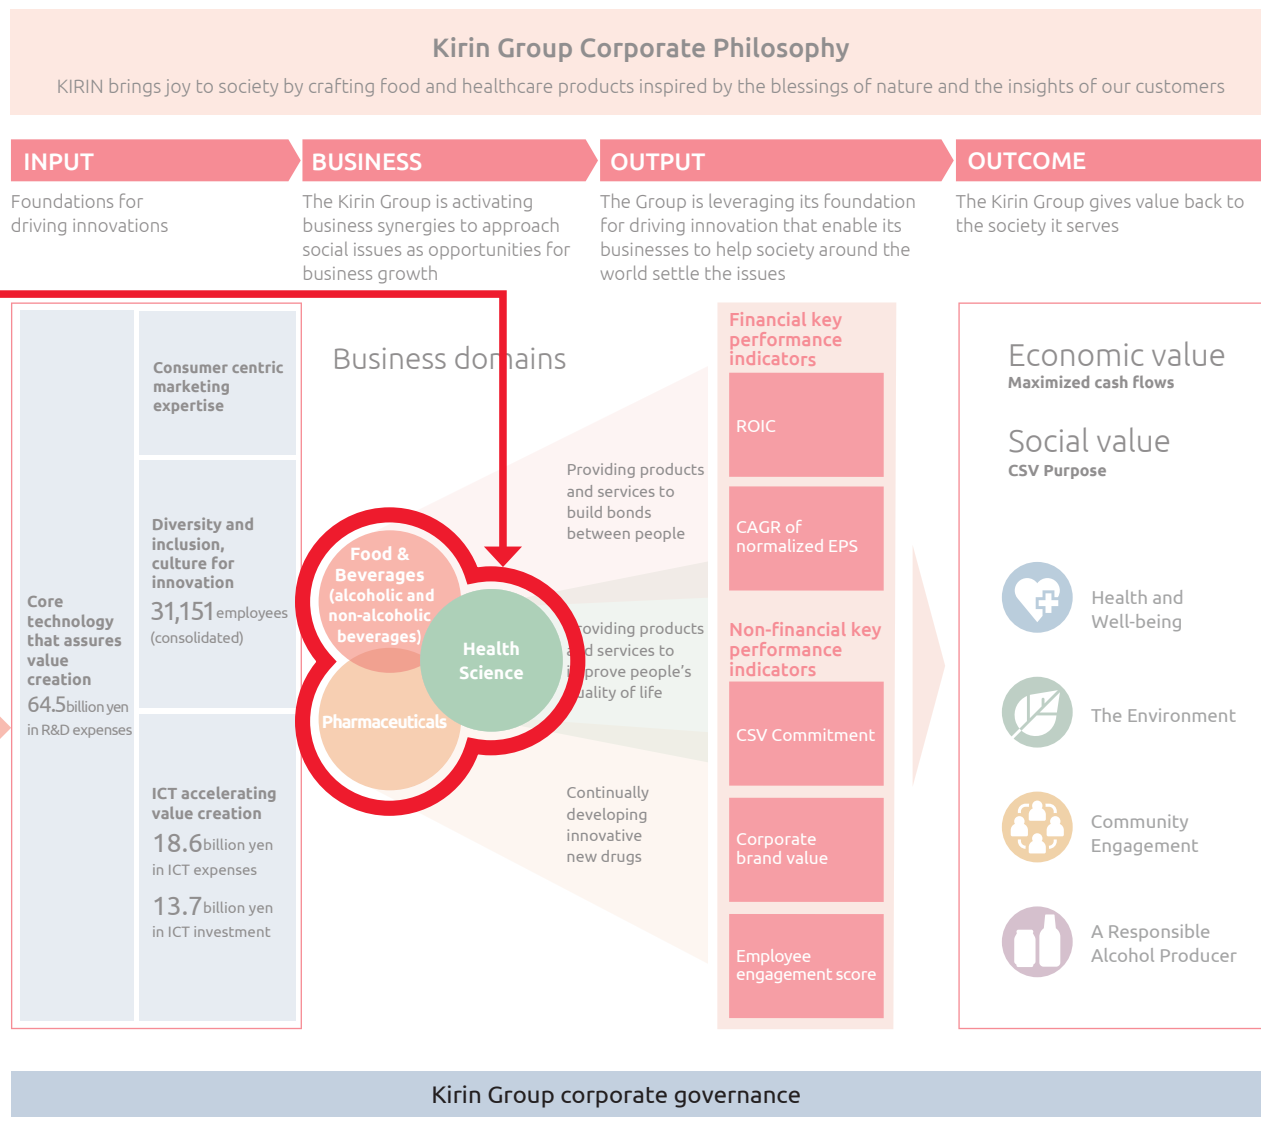 Kirin Group Corporate Philosophy
KIRIN brings joy to society by crafting food and healthcare products inspired by the blessings of nature and the insights of our customers
INPUT
Foundations for
driving innovations
BUSINESS
The Kirin Group is activating
business synergies to approach
social issues as opportunities for
business growth
OUTPUT
The Group is leveraging its foundation
for driving innovation that enable its
businesses to help society around the
world settle the issues
OUTCOME
The Kirin Group gives value back to
the society it serves
Core
technology
that assures
value
creation
64.5 billion yen
in R&D expenses
Consumer centric
marketing
expertise
Diversity and
inclusion,
culture for
innovation
31,151 employees
(consolidated)
ICT accelerating
value creation
18.6 billion yen
in ICT expenses
13.7 billion yen
in ICT investment
Business domains
Food &
Beverages
(alcoholic and
non-alcoholic
beverages)
Health
Science
Pharmaceuticals
Providing products
and services to
build bonds
between people
Providing products
and services to
improve people's
quality of life
Continually
developing
innovative
new drugs
Financial key
performance
indicators
ROIC
CAGR of
normalized EPS
Non-financial key
performance
indicators
CSV Commitment
Corporate
brand value
Employee
engagement score
Economic value
Maximized cash flows
Social value
CSV Purpose
Health and
Well-being
The Environment
Community
Engagement
A Responsible
Alcohol Producer
Kirin Group corporate governance